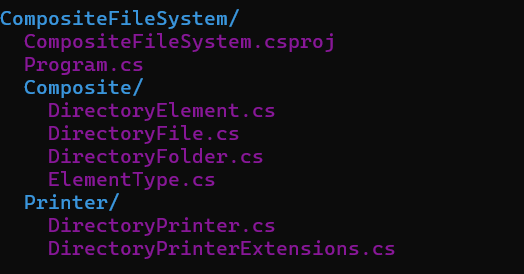 CompositeFileSystem/
  CompositeFileSystem.csproj
  Program.cs
  Composite/
    DirectoryElement.cs
    DirectoryFile.cs
    DirectoryFolder.cs
    ElementType.cs
  Printer/
    DirectoryPrinter.cs
    DirectoryPrinterExtensions.cs